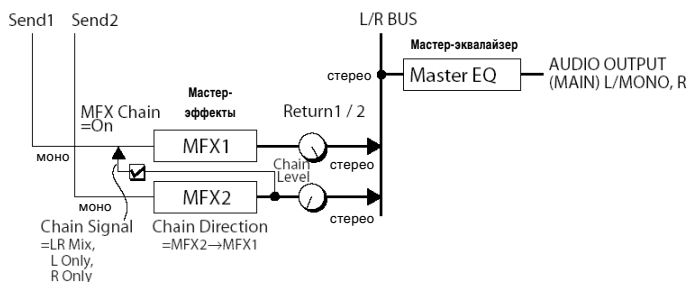 Send1 Send2
L/R BUS
Мастер-эквалайзер
стерео
Master EQ
AUDIO OUTPUT
(MAIN) L/MONO, R
MFX Chain
=On
Мастер-
эффекты
Return1 / 2
моно
MFX1
Chain
Level
стерео
моно
MFX2
стерео
Chain Signal
=LR Mix,
L Only,
R Only
Chain Direction
=MFX2→MFX1